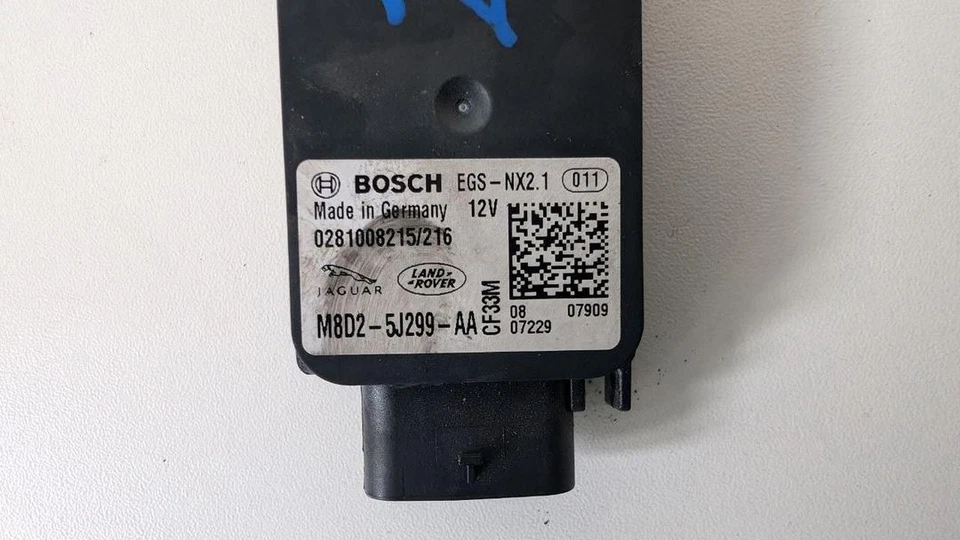 BOSCH EGS-NX2.1 011
Made in Germany 12V
0281008215/216
JAGUAR LAND-ROVER
M8D2-5J299-AA CF33M
08 07909
07229